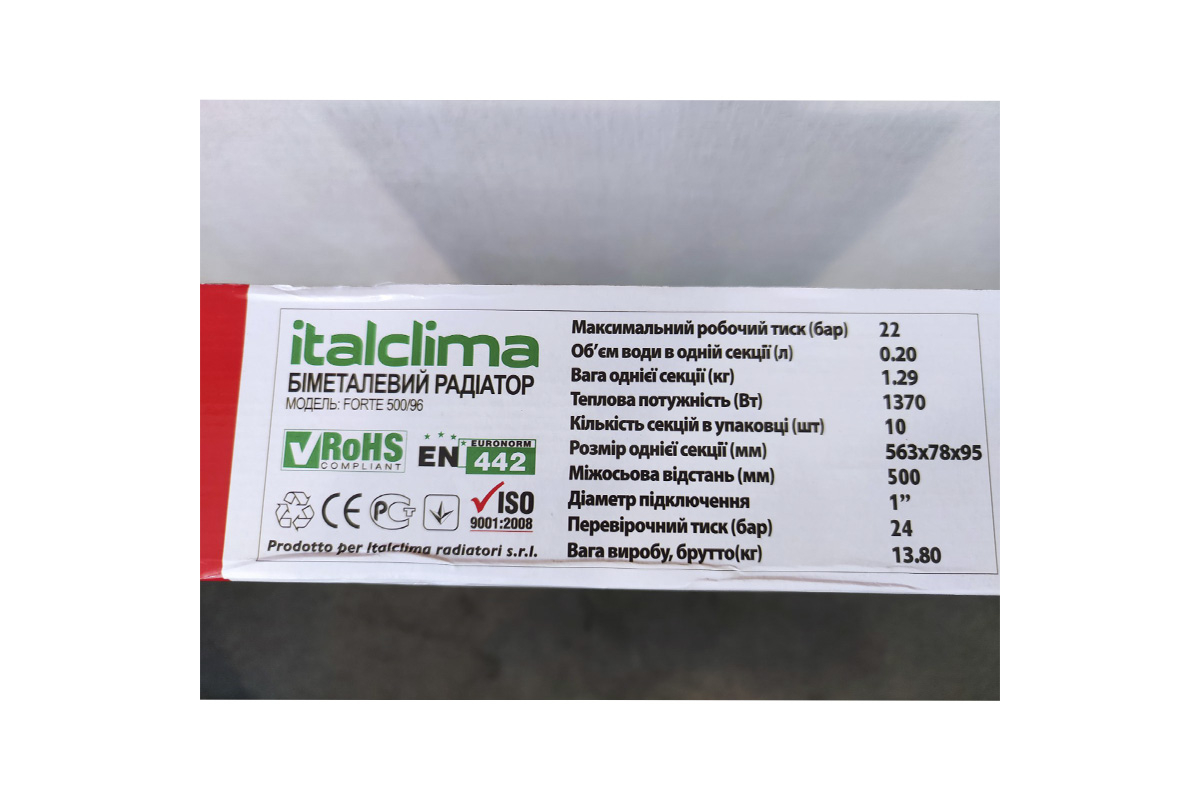 italclima
БІМЕТАЛЕВИЙ РАДІАТОР
МОДЕЛЬ: FORTE 500/96
RoHS
COMPLIANT
EN
EURONORM
442
CE
РСТ
ISO
9001:2008
Prodotto per Italclima radiatori s.r.l.
Максимальний робочий тиск (бар) 22
Об’єм води в одній секції (л) 0.20
Вага однієї секції (кг) 1.29
Теплова потужність (Вт) 1370
Кількість секцій в упаковці (шт) 10
Розмір однієї секції (мм) 563x78x95
Міжосьова відстань (мм) 500
Діаметр підключення 1”
Перевірочний тиск (бар) 24
Вага виробу, брутто(кг) 13.80